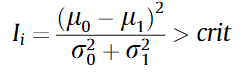 I_i = (μ_0 − μ_1)^2 / (σ_0^2 + σ_1^2) > crit